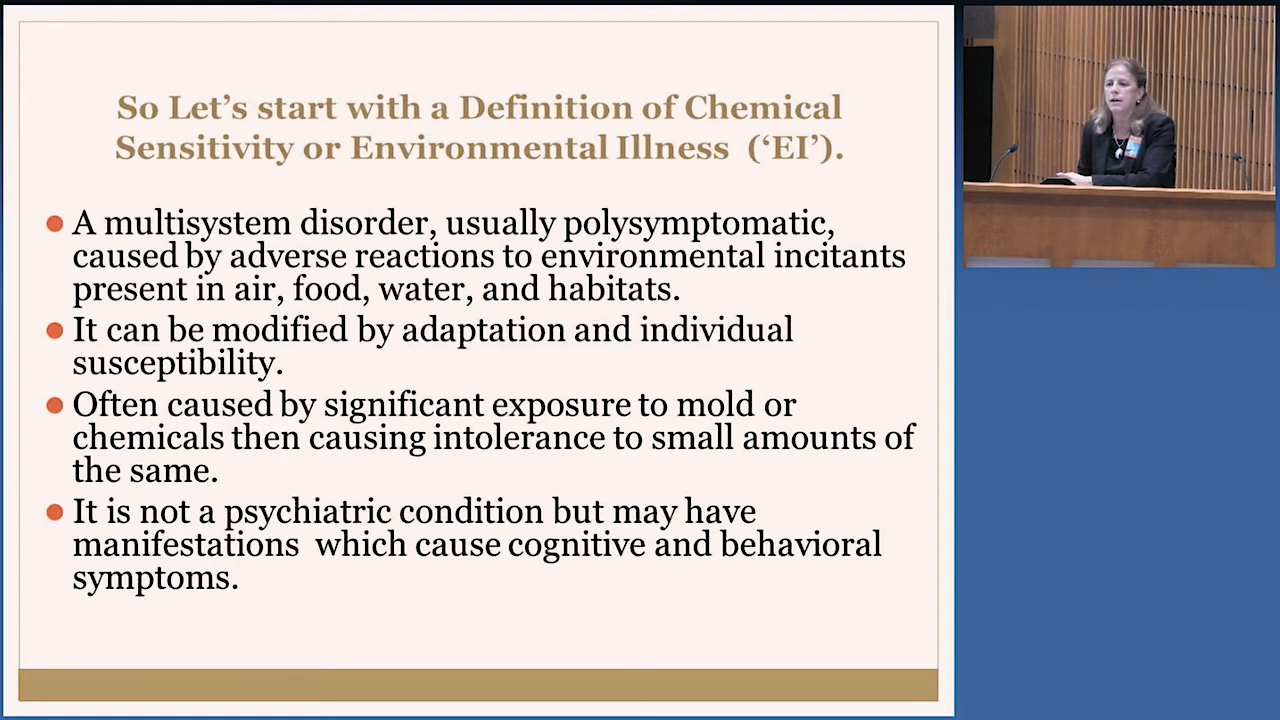 So Let’s start with a Definition of Chemical
Sensitivity or Environmental Illness (‘EI’).
A multisystem disorder, usually polysymptomatic,
caused by adverse reactions to environmental incitants
present in air, food, water, and habitats.
It can be modified by adaptation and individual
susceptibility.
Often caused by significant exposure to mold or
chemicals then causing intolerance to small amounts of
the same.
It is not a psychiatric condition but may have
manifestations which cause cognitive and behavioral
symptoms.